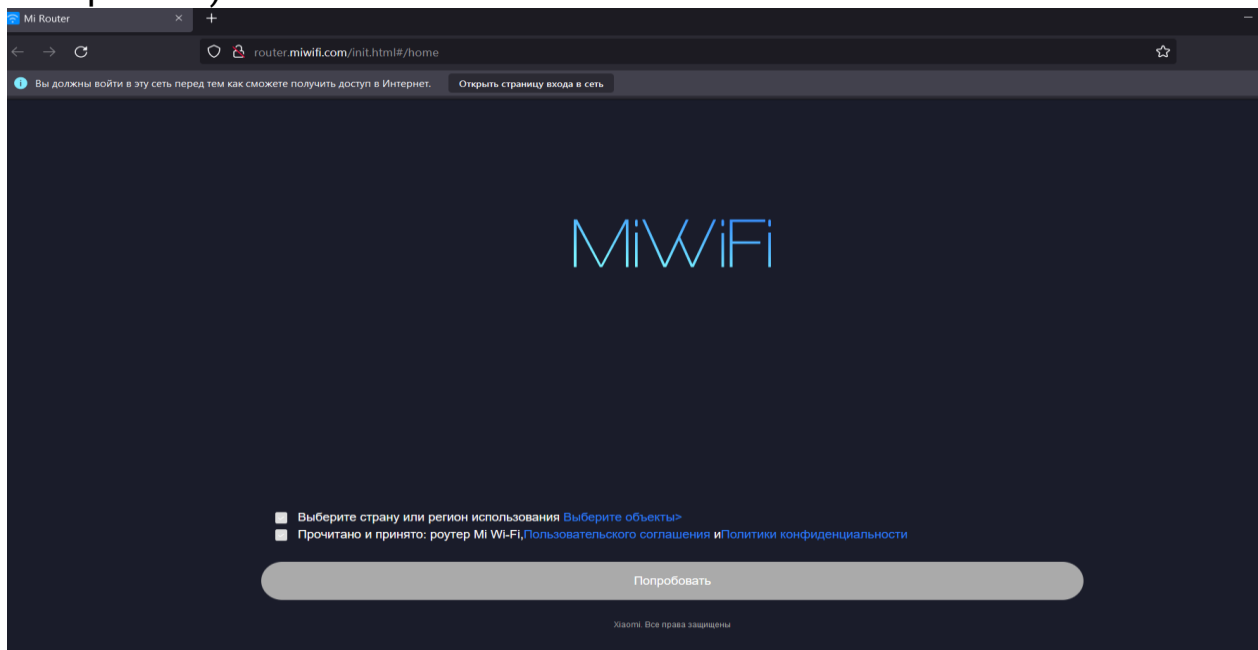 Mi Router
router.miwifi.com/init.html#/home
Вы должны войти в эту сеть перед тем как сможете получить доступ в Интернет. Открыть страницу входа в сеть
MiWiFi
Выберите страну или регион использования Выберите объекты>
Прочитано и принято: роутер Mi Wi-Fi,Пользовательского соглашения иПолитики конфиденциальности
Попробовать
Xiaomi. Все права защищены